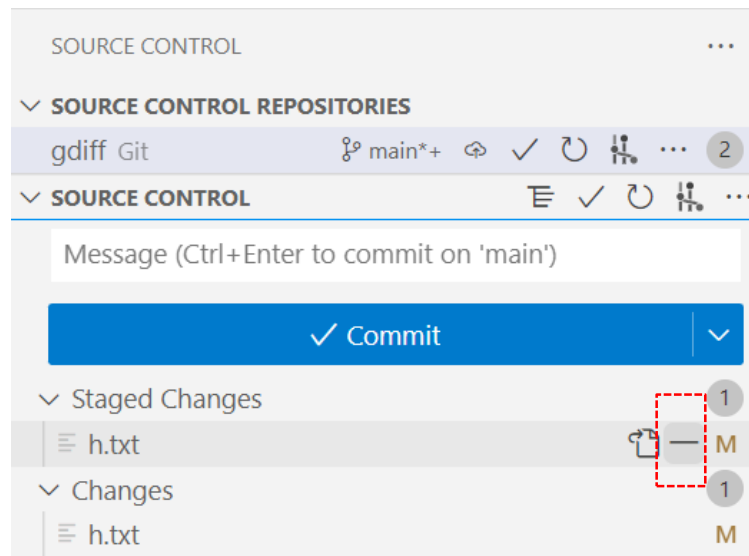 SOURCE CONTROL
SOURCE CONTROL REPOSITORIES
gdiff Git main*+ 2
SOURCE CONTROL
Message (Ctrl+Enter to commit on 'main')
Commit
Staged Changes 1
h.txt M
Changes 1
h.txt M